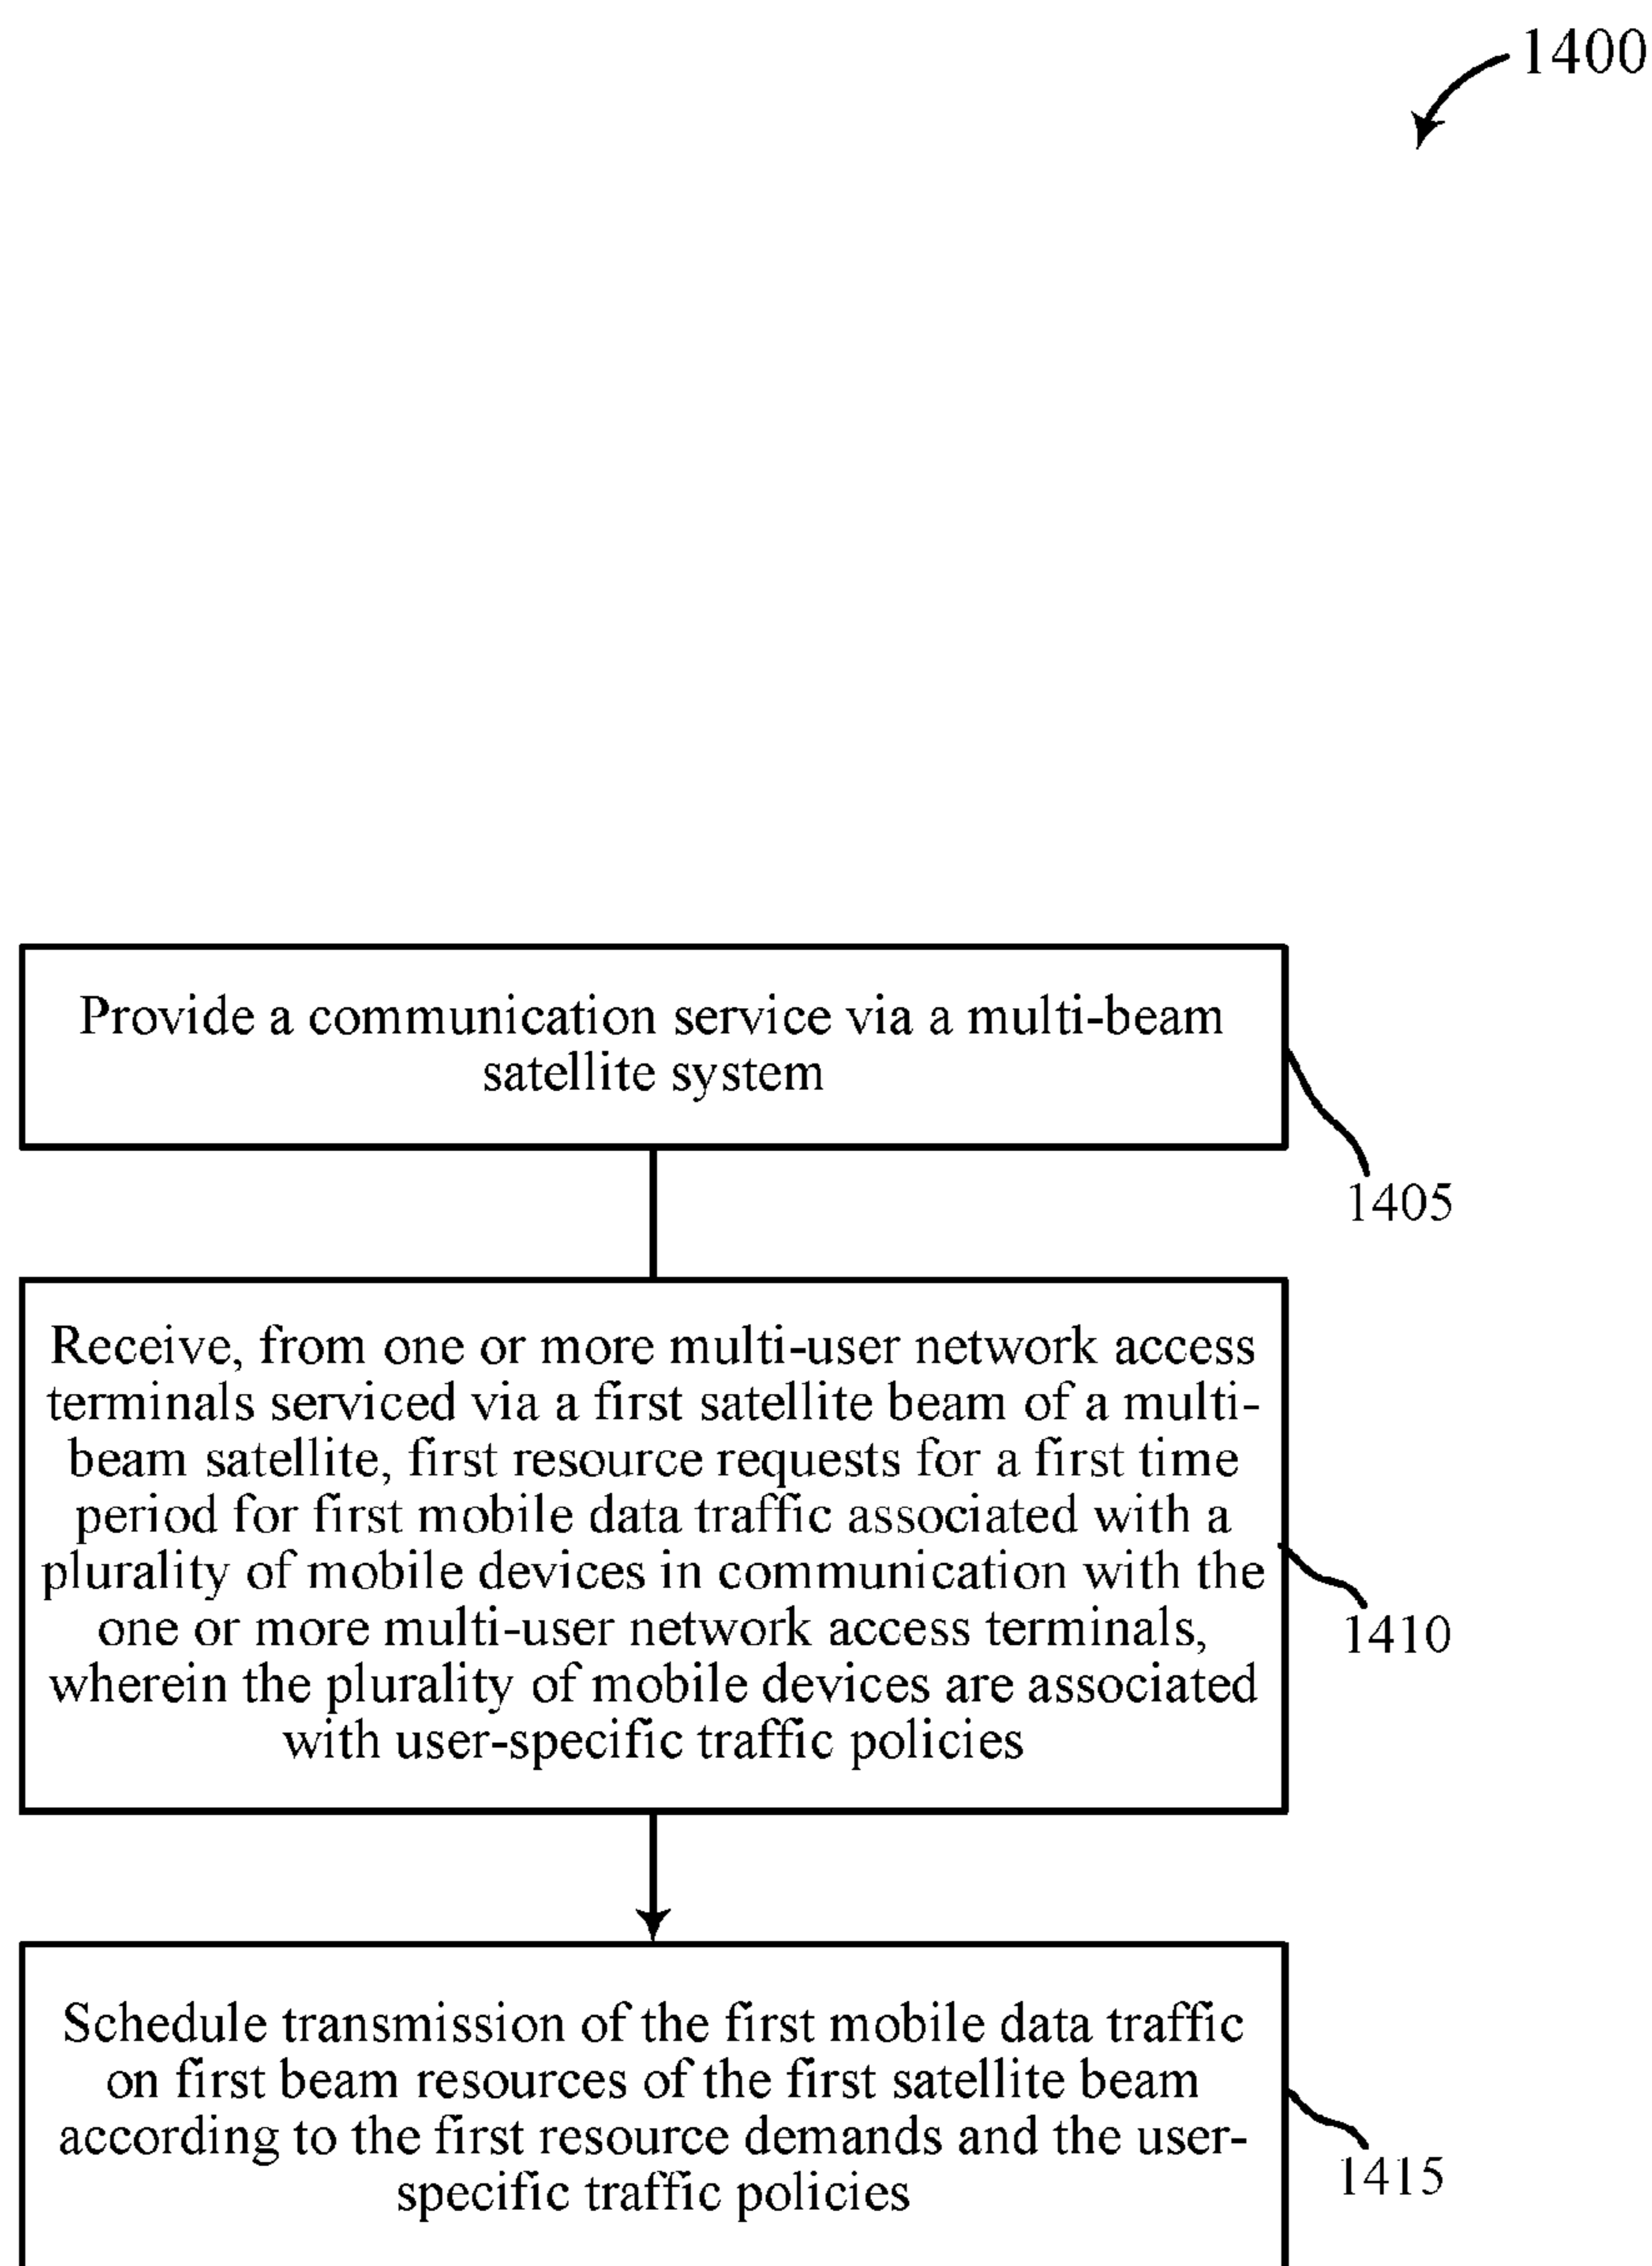 1400
Provide a communication service via a multi-beam
satellite system
1405
Receive, from one or more multi-user network access
terminals serviced via a first satellite beam of a multi-
beam satellite, first resource requests for a first time
period for first mobile data traffic associated with a
plurality of mobile devices in communication with the
one or more multi-user network access terminals,
wherein the plurality of mobile devices are associated
with user-specific traffic policies
1410
Schedule transmission of the first mobile data traffic
on first beam resources of the first satellite beam
according to the first resource demands and the user-
specific traffic policies
1415